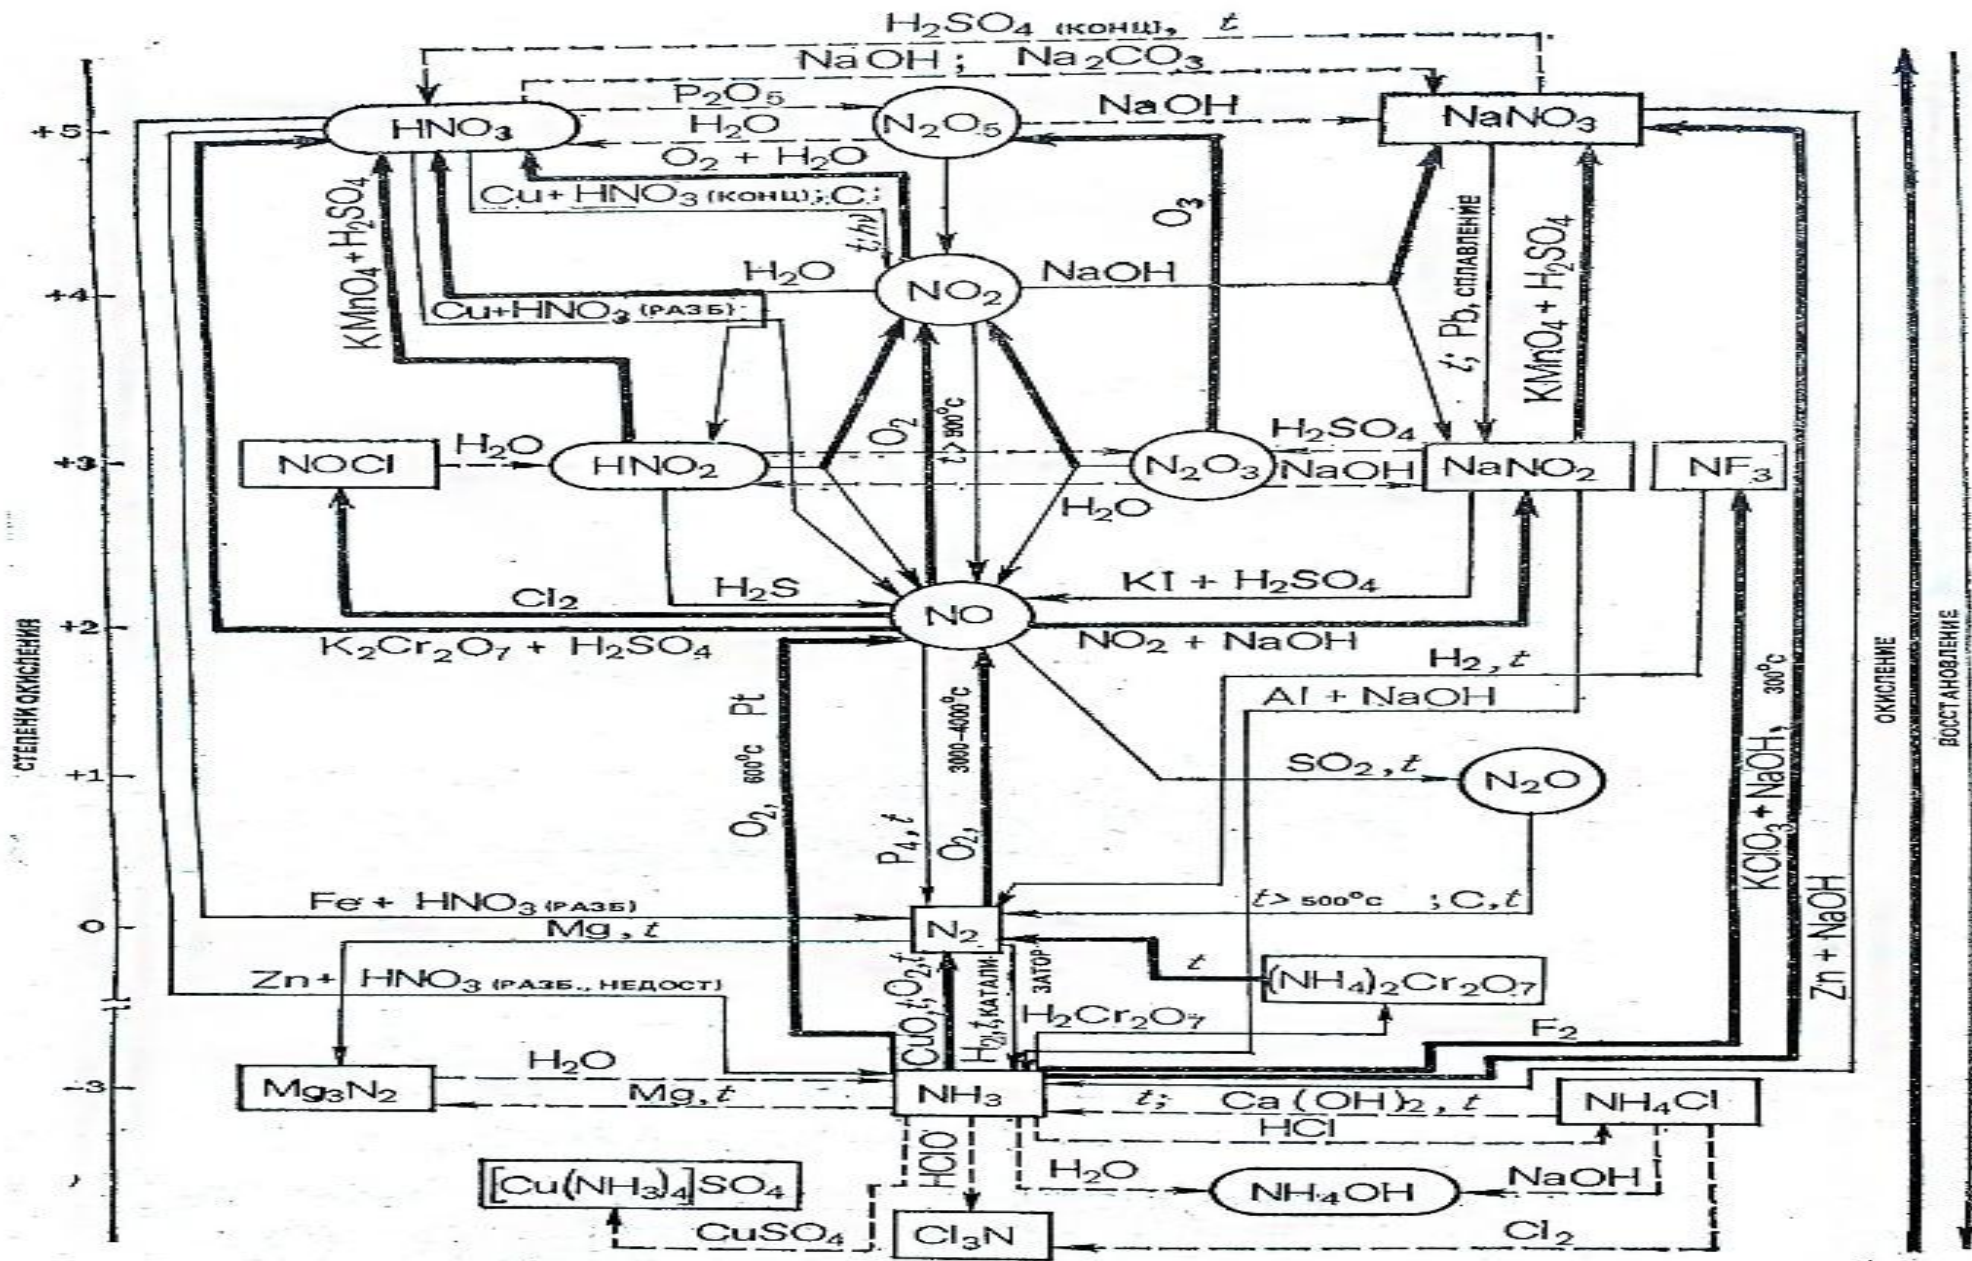 H₂SO₄ (КОНЦ), t
NaOH; Na₂CO₃
P₂O₅
NaOH
+5
HNO₃
N₂O₅
NaNO₃
H₂O
O₂ + H₂O
Cu + HNO₃ (КОНЦ); C;
t; hν
O₃
KMnO₄ + H₂SO₄
t; Pb, СПЛАВЛЕНИЕ
KMnO₄ + H₂SO₄
H₂O
NaOH
+4
NO₂
Cu + HNO₃ (РАЗБ)
O₂
t > 500°C
H₂O
H₂SO₄
+3
NOCl
HNO₂
N₂O₃
NaOH
NaNO₂
NF₃
H₂O
H₂S
KI + H₂SO₄
Cl₂
+2
NO
K₂Cr₂O₇ + H₂SO₄
NO₂ + NaOH
H₂, t
Al + NaOH
СТЕПЕНИ ОКИСЛЕНИЯ
ОКИСЛЕНИЕ
ВОССТАНОВЛЕНИЕ
O₂, 600°C Pt
P₄, t
O₂, 3000-4000°C
KClO₃ + NaOH, 300°C
+1
SO₂, t
N₂O
Fe + HNO₃ (РАЗБ)
t > 500°C ; C, t
0
Mg, t
N₂
Zn + HNO₃ (РАЗБ., НЕДОСТ)
CuO, t; O₂, t
H₂, t, КАТАЛИ-
ЗАТОР
t
(NH₄)₂Cr₂O₇
H₂Cr₂O₇
F₂
Zn + NaOH
H₂O
-3
Mg₃N₂
Mg, t
NH₃
t; Ca(OH)₂, t
NH₄Cl
HCl
HClO
H₂O
NaOH
[Cu(NH₃)₄]SO₄
NH₄OH
CuSO₄
Cl₃N
Cl₂